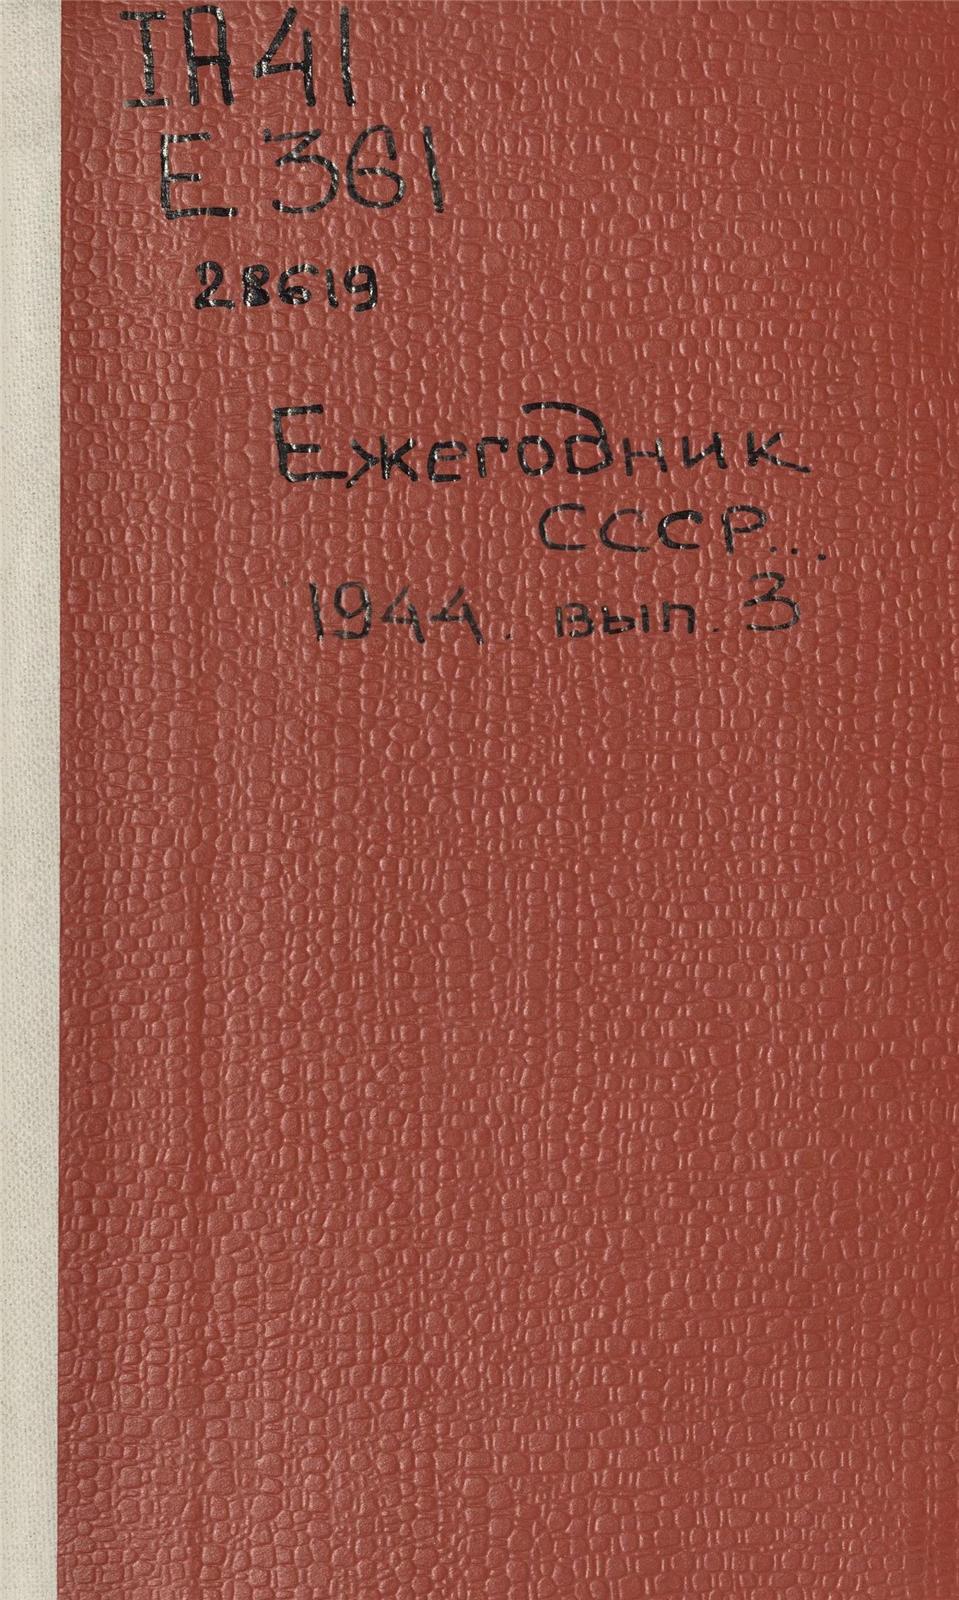 IA41
Е 361
28619
Ежегодник
СССР...
1944. вып. 3